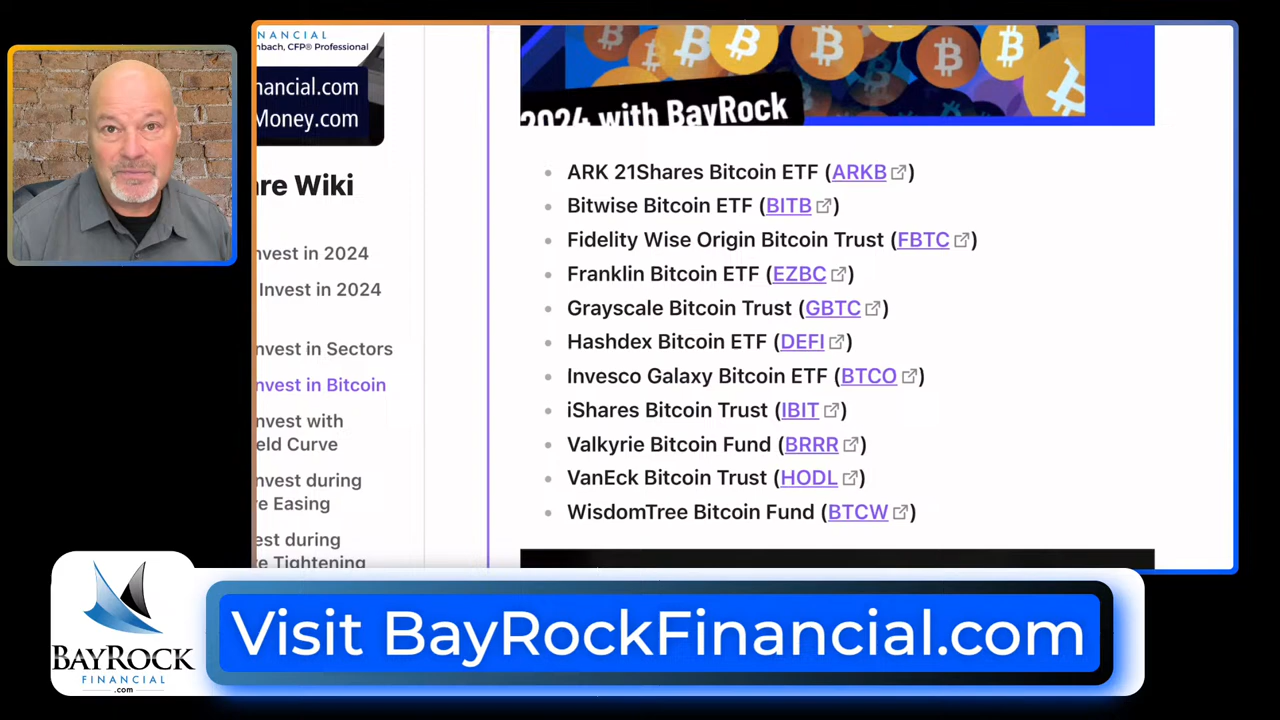 FINANCIAL
nbach, CFP® Professional
nancial.com
Money.com
2024 with BayRock
re Wiki
nvest in 2024
Invest in 2024
nvest in Sectors
nvest in Bitcoin
nvest with
eld Curve
nvest during
e Easing
est during
e Tightening
ARK 21Shares Bitcoin ETF (ARKB)
Bitwise Bitcoin ETF (BITB)
Fidelity Wise Origin Bitcoin Trust (FBTC)
Franklin Bitcoin ETF (EZBC)
Grayscale Bitcoin Trust (GBTC)
Hashdex Bitcoin ETF (DEFI)
Invesco Galaxy Bitcoin ETF (BTCO)
iShares Bitcoin Trust (IBIT)
Valkyrie Bitcoin Fund (BRRR)
VanEck Bitcoin Trust (HODL)
WisdomTree Bitcoin Fund (BTCW)
BAYROCK
FINANCIAL
.com
Visit BayRockFinancial.com